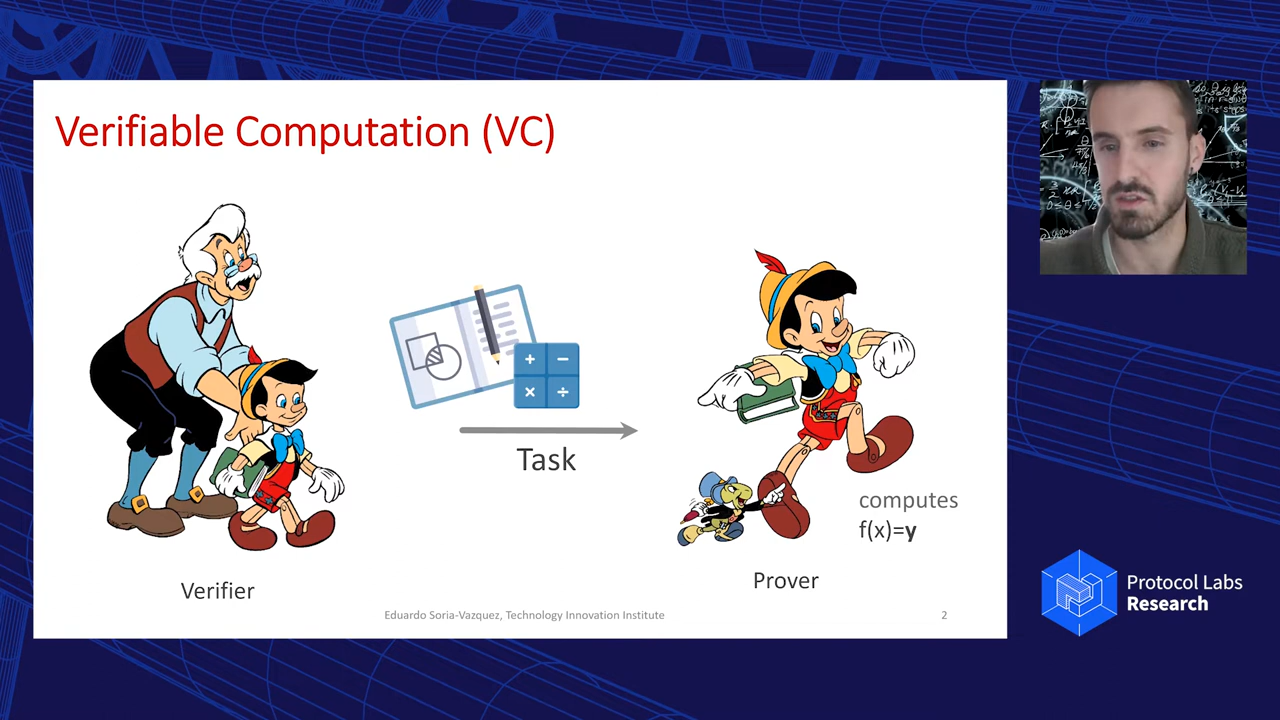 Verifiable Computation (VC)
+ −
× ÷
Task
computes
f(x)=y
Verifier
Prover
Eduardo Soria-Vazquez, Technology Innovation Institute
2
Protocol Labs
Research